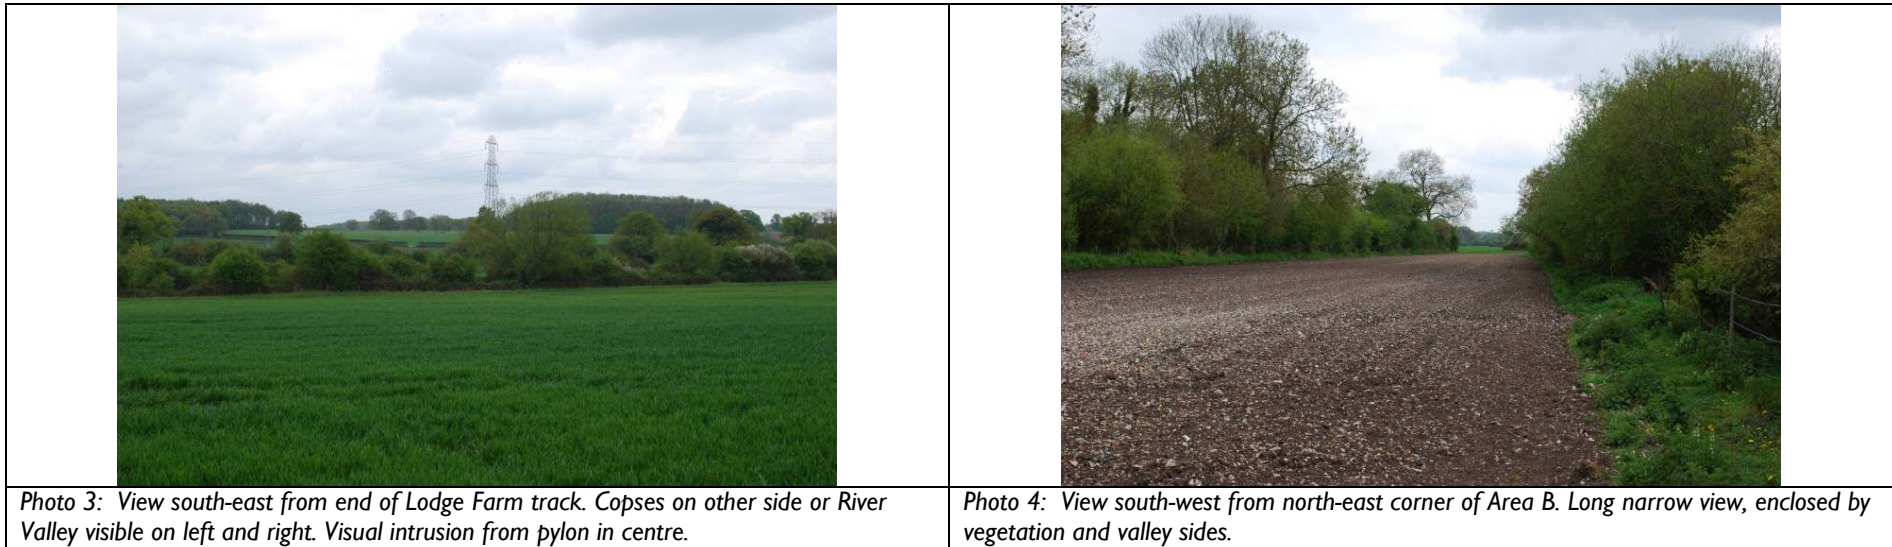 Photo 3: View south-east from end of Lodge Farm track. Copses on other side or River
Valley visible on left and right. Visual intrusion from pylon in centre.
Photo 4: View south-west from north-east corner of Area B. Long narrow view, enclosed by
vegetation and valley sides.